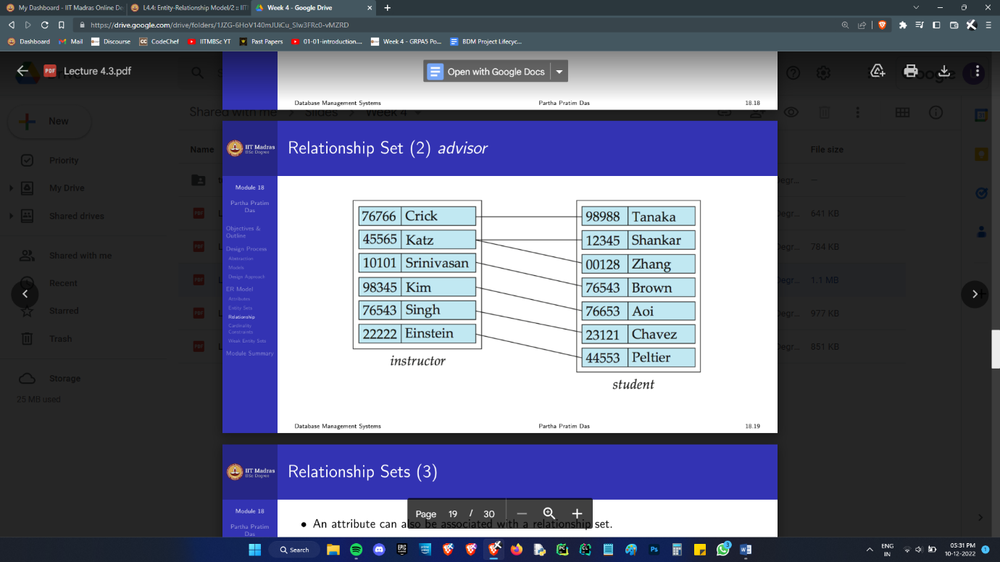 My Dashboard - IIT Madras Online De
L4.4: Entity-Relationship Model/2 :: IIT
Week 4 - Google Drive
https://drive.google.com/drive/folders/1JZG-6HoV140mJUiCu_SIw3FRc0-vMZRD
Dashboard
Mail
Discourse
CC CodeChef
IITMBSc YT
Past Papers
01-01-introduction....
Week 4 - GRPA5 Po...
BDM Project Lifecyc...
PDF Lecture 4.3.pdf
Open with Google Docs
Database Management Systems
Partha Pratim Das
18.18
Shared with me
Slides
Week 4
New
Priority
My Drive
Shared drives
Shared with me
Recent
Starred
Trash
Storage
25 MB used
Name
File size
641 KB
784 KB
1.1 MB
977 KB
851 KB
IIT Madras
BSc Degree
Relationship Set (2) advisor
Module 18
Partha Pratim
Das
Objectives &
Outline
Design Process
Abstraction
Models
Design Approach
ER Model
Attributes
Entity Sets
Relationship
Cardinality
Constraints
Weak Entity Sets
Module Summary
76766 Crick
45565 Katz
10101 Srinivasan
98345 Kim
76543 Singh
22222 Einstein
instructor
98988 Tanaka
12345 Shankar
00128 Zhang
76543 Brown
76653 Aoi
23121 Chavez
44553 Peltier
student
Database Management Systems
Partha Pratim Das
18.19
IIT Madras
BSc Degree
Relationship Sets (3)
Module 18
Partha Pratim
Das
• An attribute can also be associated with a relationship set.
Page 19 / 30
Search
ENG
IN
05:31 PM
10-12-2022